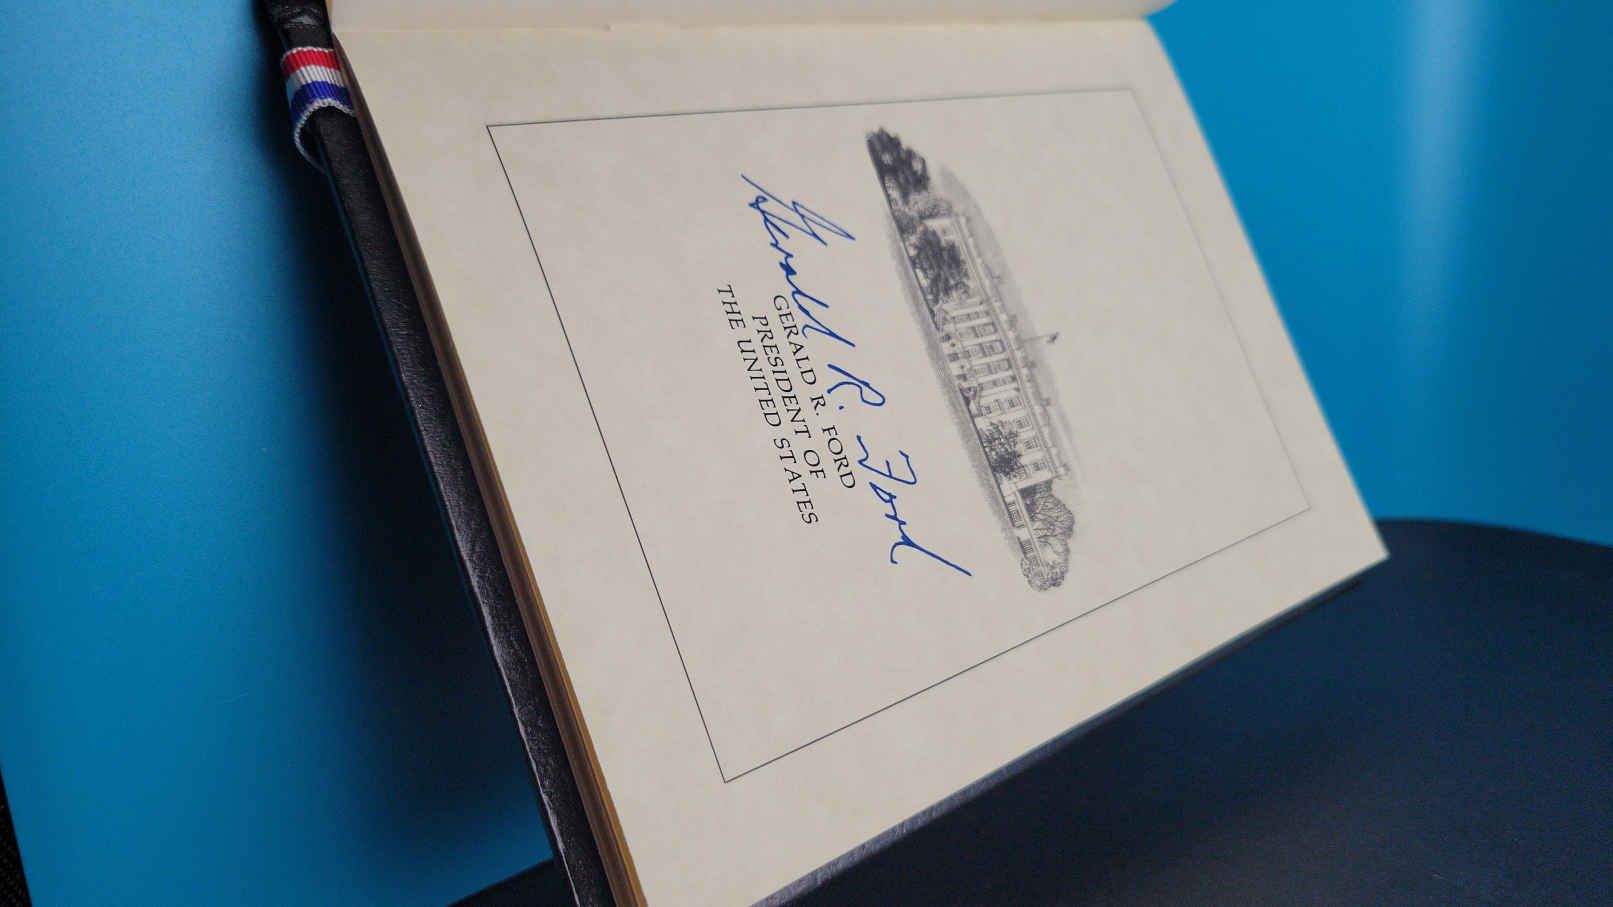 Gerald R. Ford
GERALD R. FORD
PRESIDENT OF
THE UNITED STATES